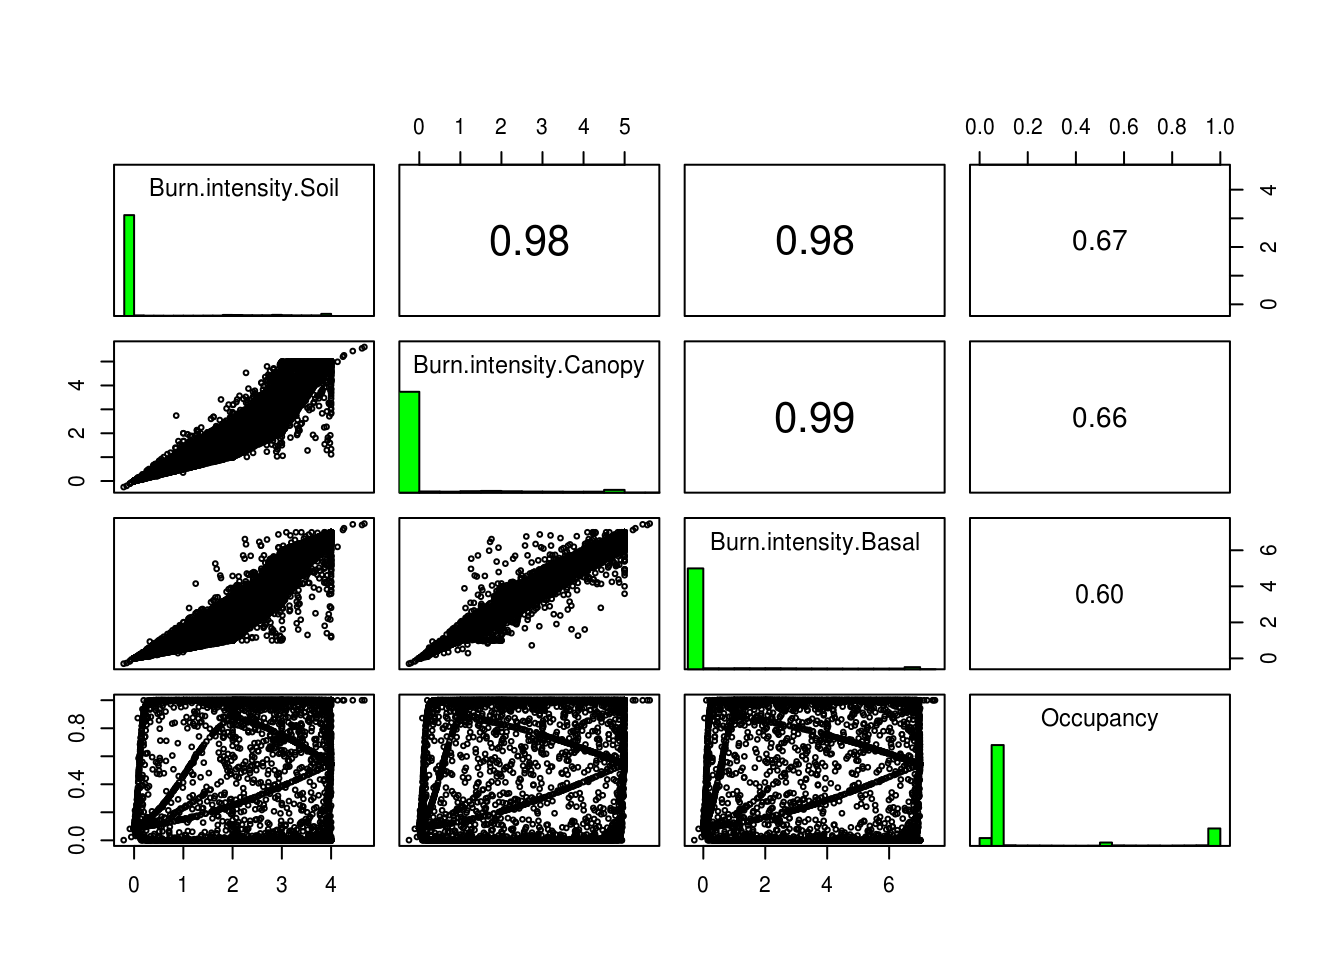 0 1 2 3 4 5
0.0 0.2 0.4 0.6 0.8 1.0
Burn.intensity.Soil
0.98
0.98
0.67
0 2 4
Burn.intensity.Canopy
0.99
0.66
0 2 4
Burn.intensity.Basal
0.60
0 2 4 6
Occupancy
0.0 0.4 0.8
0 1 2 3 4
0 2 4 6